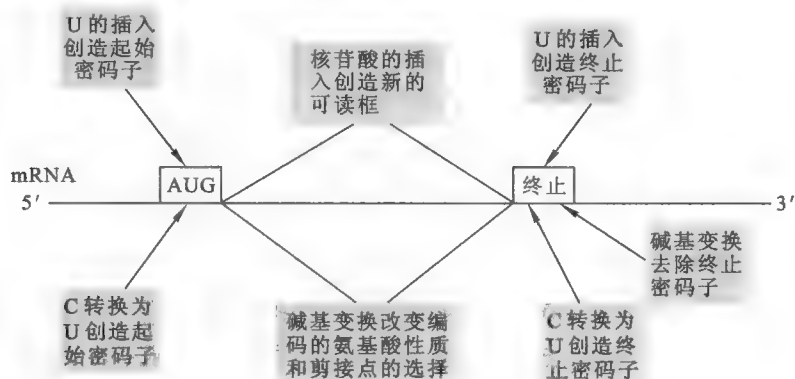 U的插入
创造起始
密码子
核苷酸的插
入创造新的
可读框
U的插入
创造终止
密码子
mRNA
5′
AUG
终止
3′
C转换为
U创造起
始密码子
碱基变换改变编
码的氨基酸性质
和剪接点的选择
C转换为
U创造终
止密码子
碱基变换
去除终止
密码子